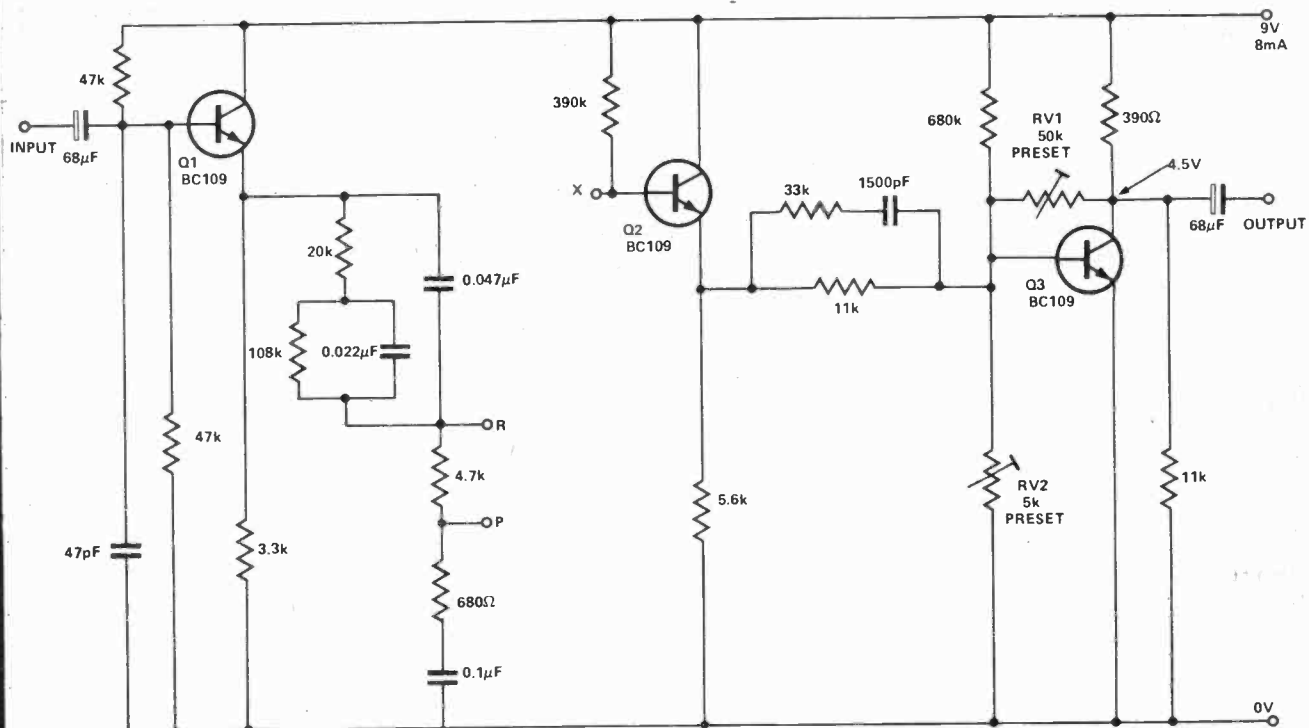 9V
8mA
47k
INPUT
68µF
Q1
BC109
20k
0.047µF
108k
0.022µF
R
47k
4.7k
P
47pF
3.3k
680Ω
0.1µF
390k
X
Q2
BC109
33k
1500pF
11k
5.6k
680k
RV1
50k
PRESET
390Ω
4.5V
68µF
OUTPUT
Q3
BC109
RV2
5k
PRESET
11k
0V